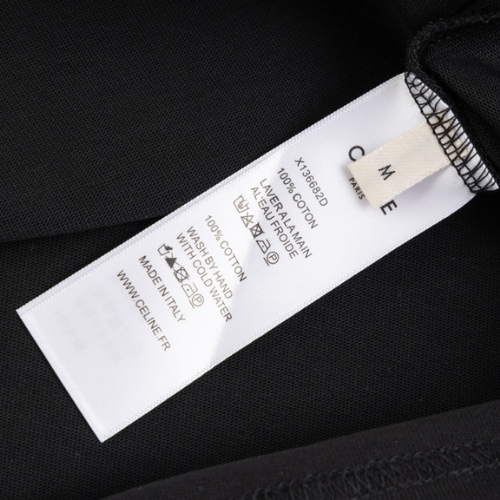 M
PARIS
X136682D
100% COTON
LAVER A LA MAIN
AL'EAU FROIDE
100% COTTON
WASH BY HAND
WITH COLD WATER
MADE IN ITALY
WWW.CELINE.FR